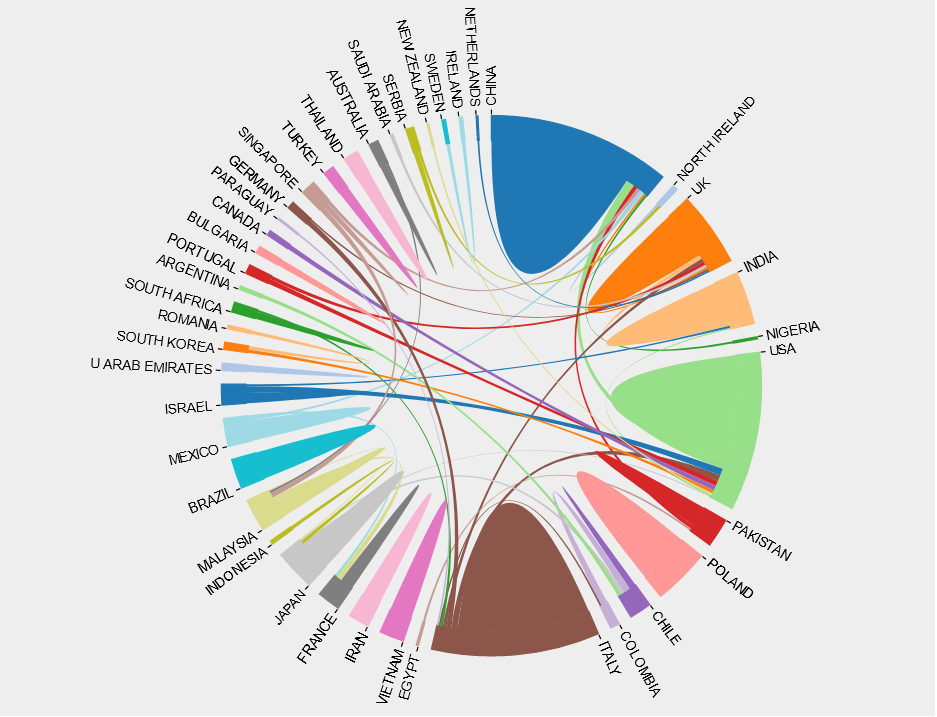 CHINA
NORTH IRELAND
UK
INDIA
NIGERIA
USA
PAKISTAN
POLAND
CHILE
COLOMBIA
ITALY
EGYPT
VIETNAM
IRAN
FRANCE
JAPAN
INDONESIA
MALAYSIA
BRAZIL
MEXICO
ISRAEL
U ARAB EMIRATES
SOUTH KOREA
ROMANIA
SOUTH AFRICA
ARGENTINA
PORTUGAL
BULGARIA
CANADA
PARAGUAY
GERMANY
SINGAPORE
TURKEY
THAILAND
AUSTRALIA
SAUDI ARABIA
SERBIA
NEW ZEALAND
SWEDEN
IRELAND
NETHERLANDS